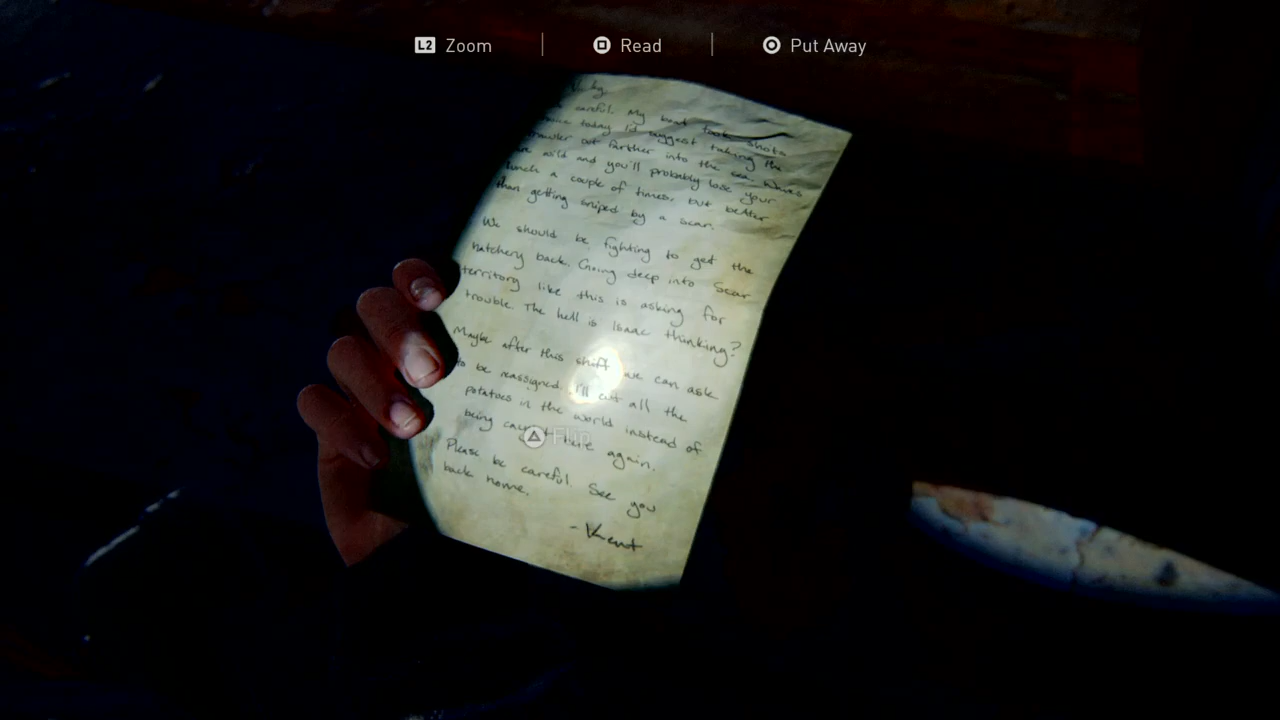 L2 Zoom | Read | Put Away
careful. My boat took shots
today. I'd suggest taking the
out farther into the sea. Waves
are wild and you'll probably lose your
lunch a couple of times, but better
than getting sniped by a scar.
We should be fighting to get the
hatchery back. Going deep into Scar
territory like this is asking for
trouble. The hell is Isaac thinking?
Maybe after this shift we can ask
to be reassigned. I'll eat all the
potatoes in the world instead of
being caught here again.
Flip
Please be careful. See you
back home.
- Kent